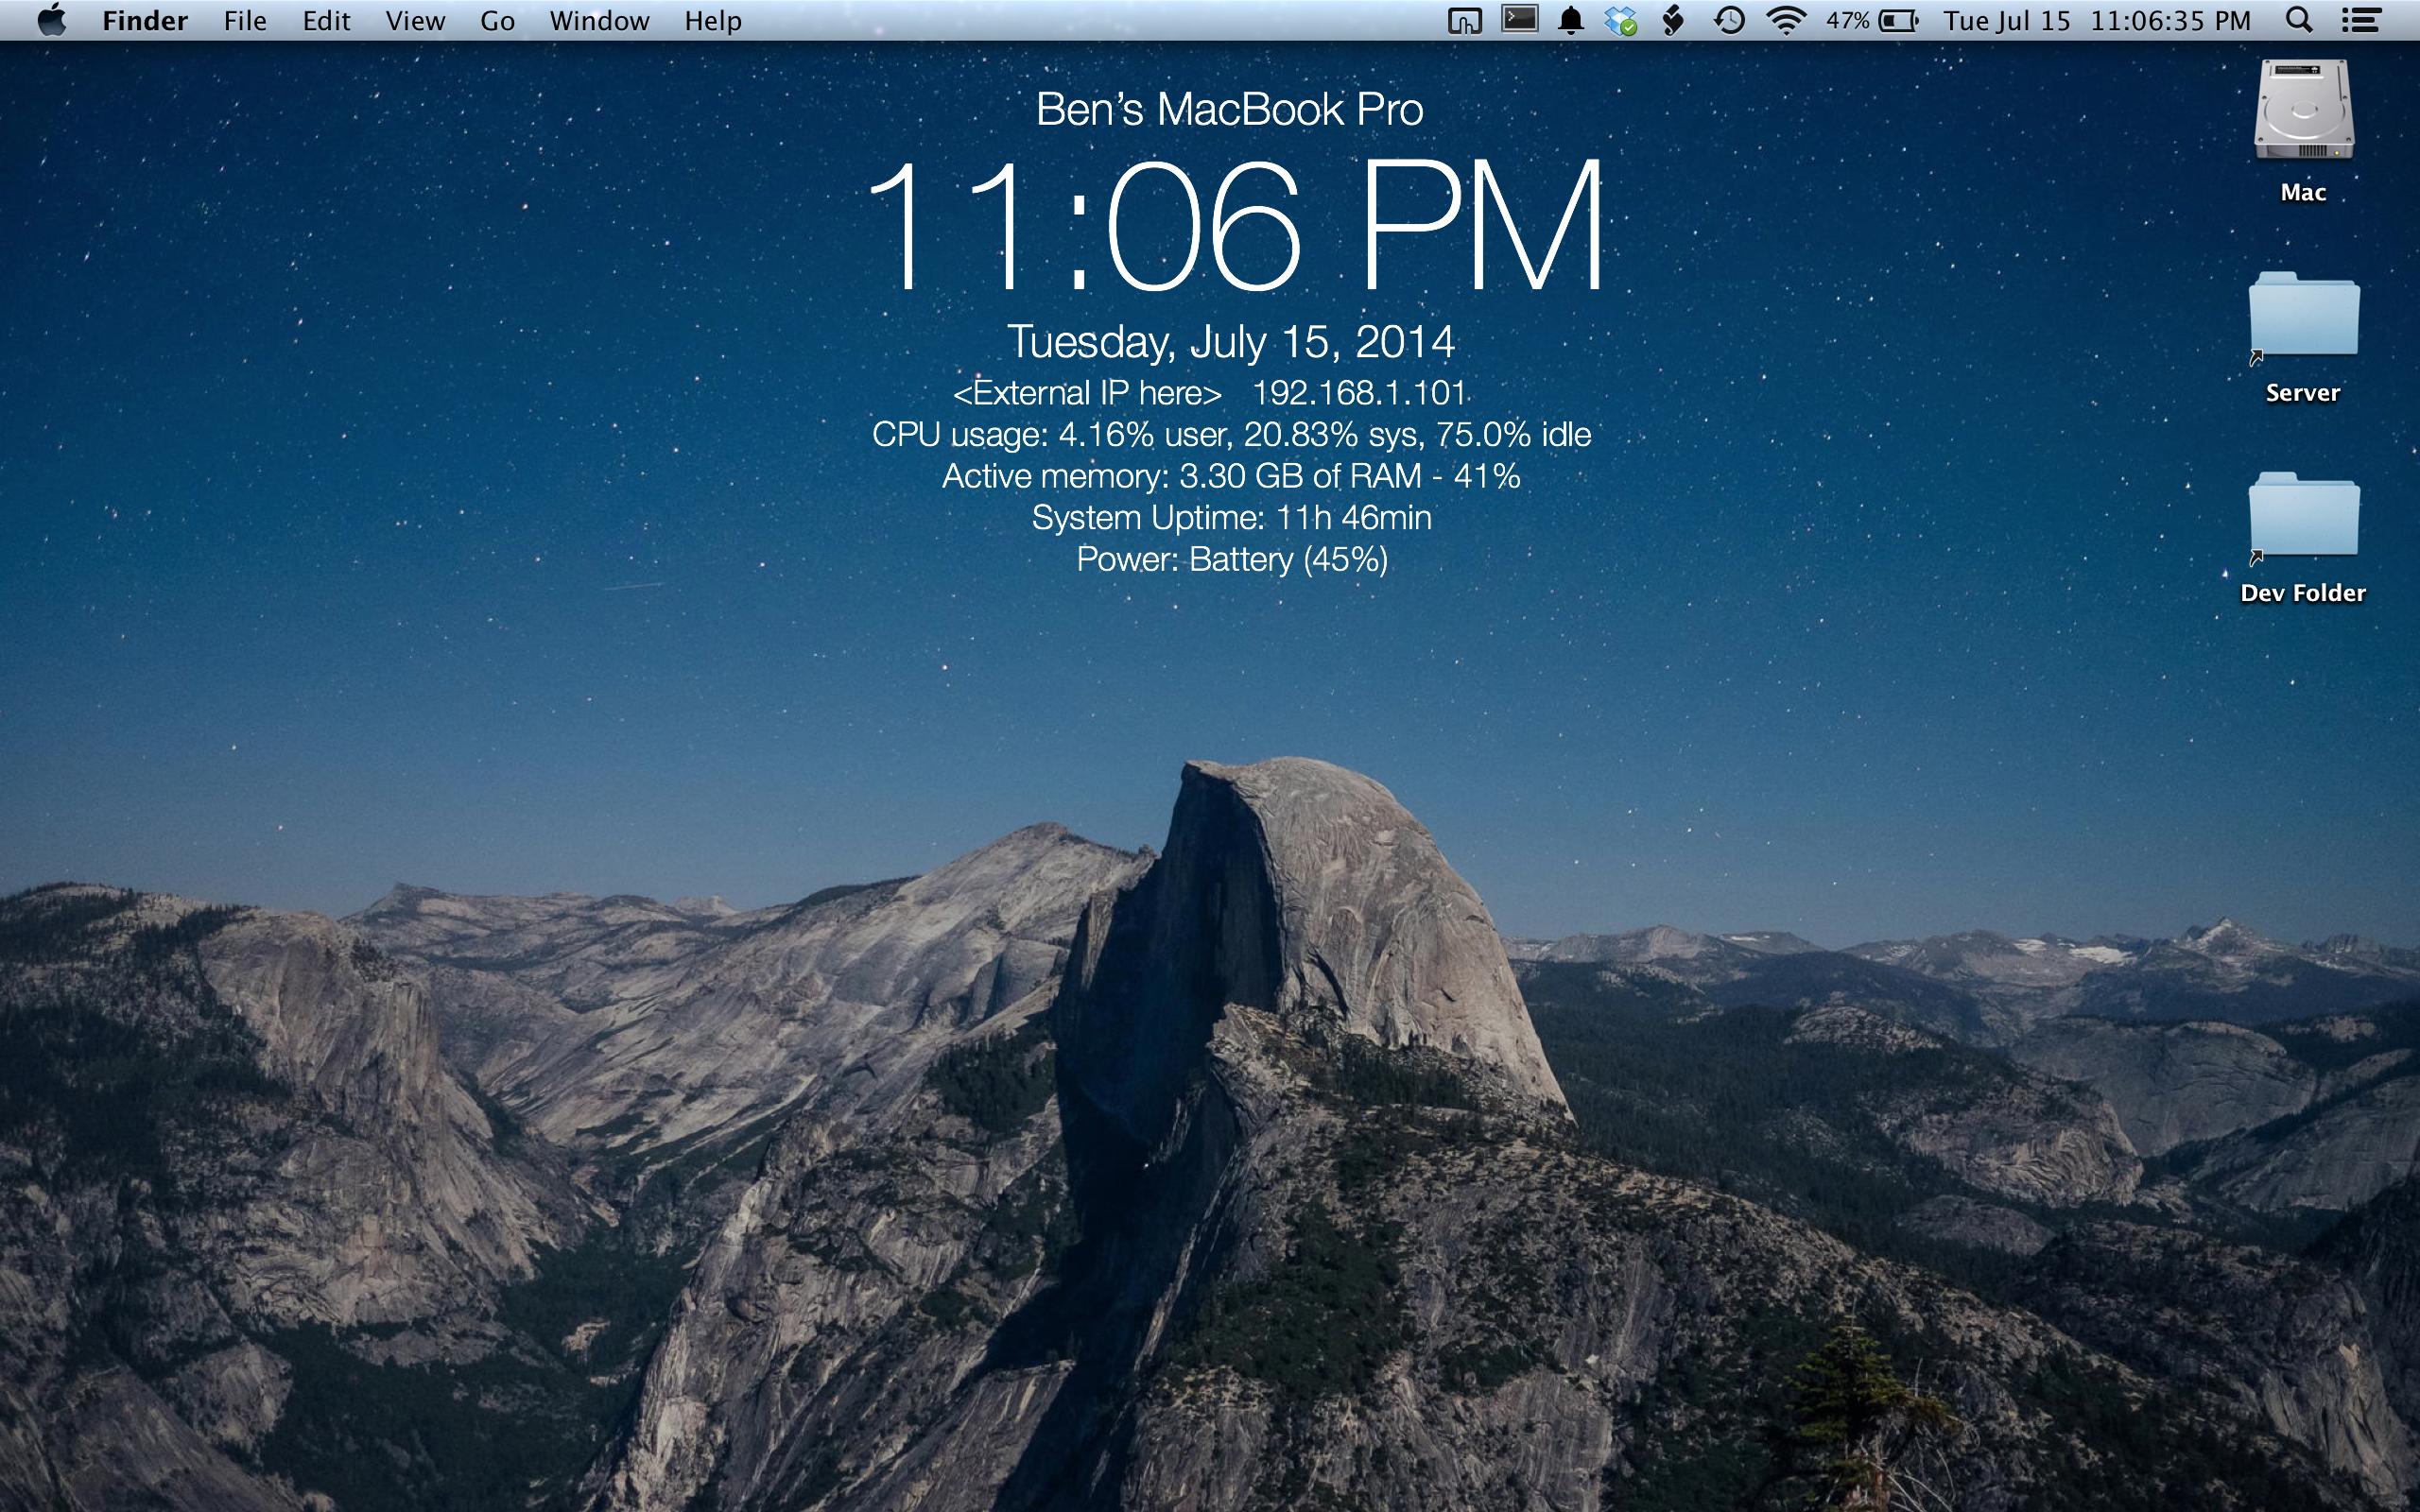 Finder File Edit View Go Window Help 47% Tue Jul 15 11:06:35 PM
Ben's MacBook Pro
11:06 PM
Tuesday, July 15, 2014
<External IP here> 192.168.1.101
CPU usage: 4.16% user, 20.83% sys, 75.0% idle
Active memory: 3.30 GB of RAM - 41%
System Uptime: 11h 46min
Power: Battery (45%)
Mac
Server
Dev Folder